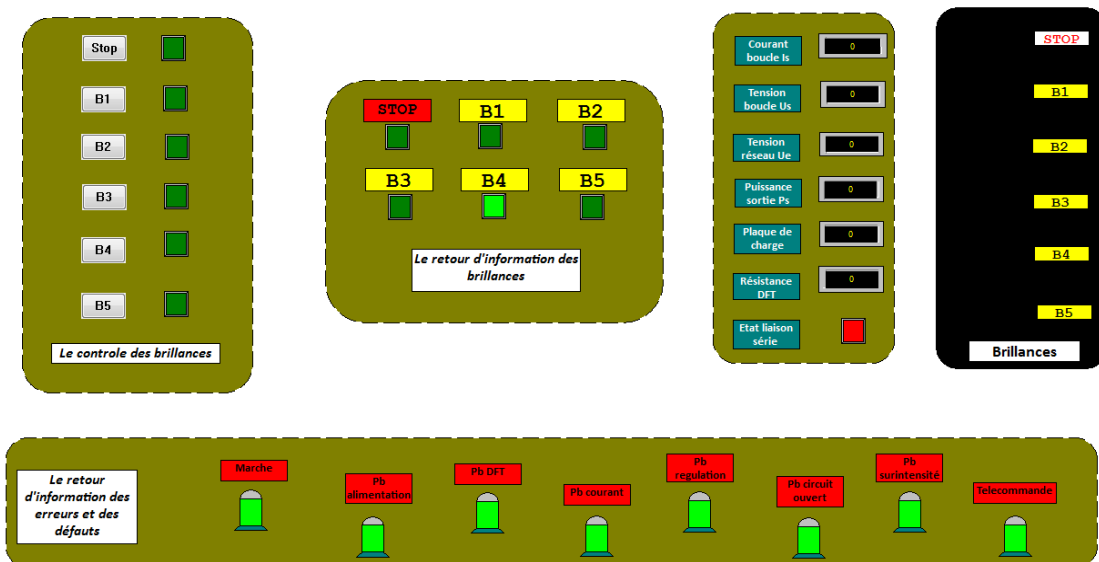 Stop
B1
B2
B3
B4
B5
Le controle des brillances
STOP
B1
B2
B3
B4
B5
Le retour d'information des
brillances
Courant
boucle Is
0
Tension
boucle Us
0
Tension
réseau Ue
0
Puissance
sortie Ps
0
Plaque de
charge
0
Résistance
DFT
0
Etat liaison
série
STOP
B1
B2
B3
B4
B5
Brillances
Le retour
d'information des
erreurs et des
défauts
Marche
Pb
alimentation
Pb DFT
Pb courant
Pb
regulation
Pb circuit
ouvert
Pb
surintensité
Telecommande